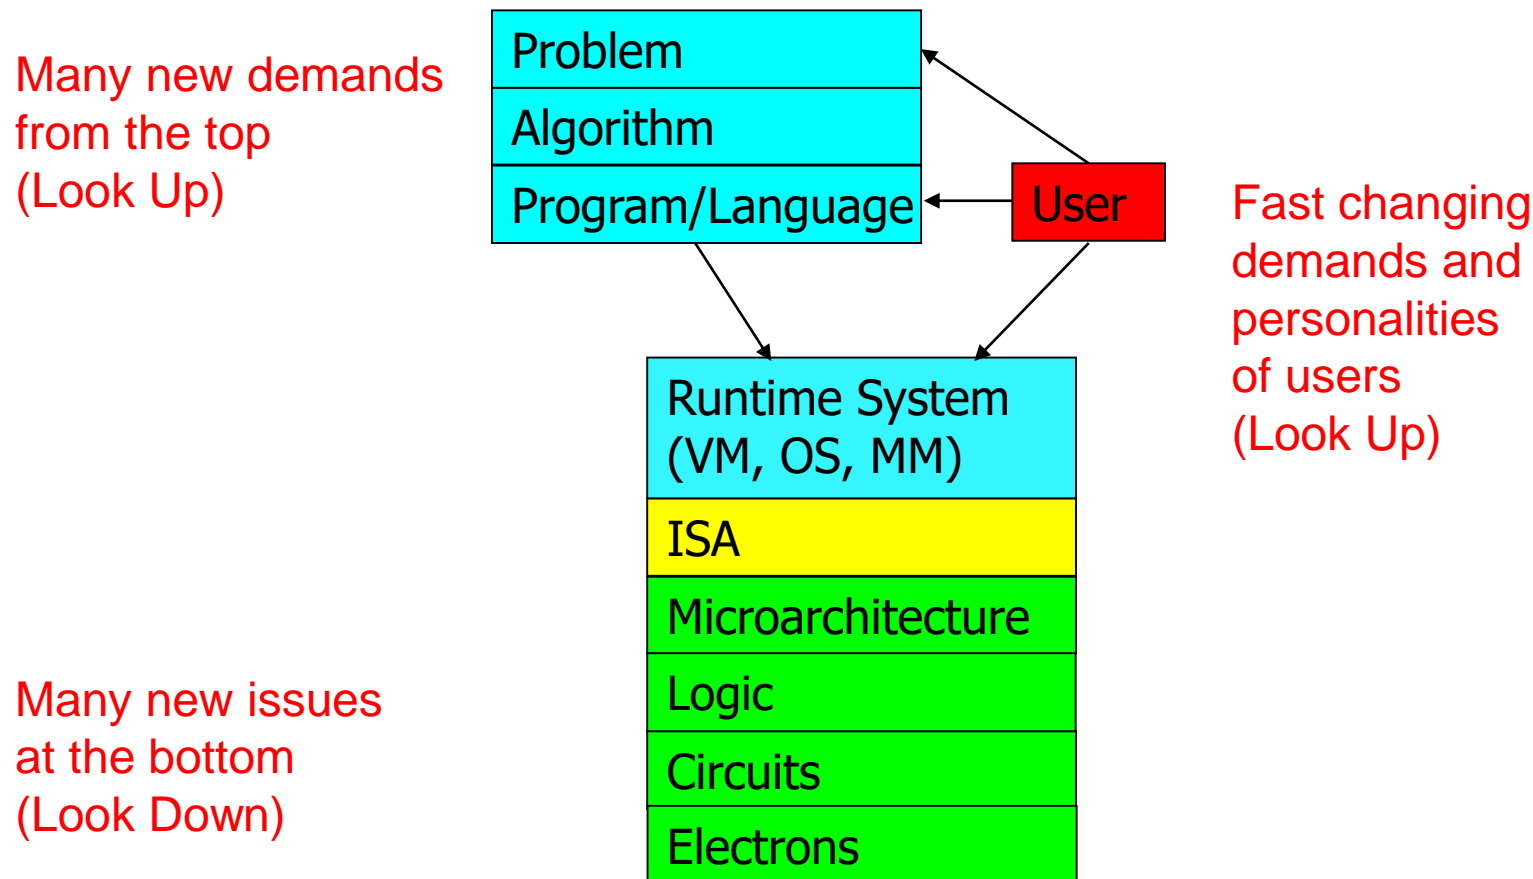 Many new demands
from the top
(Look Up)
Problem
Algorithm
Program/Language
User
Fast changing
demands and
personalities
of users
(Look Up)
Runtime System
(VM, OS, MM)
ISA
Microarchitecture
Logic
Circuits
Electrons
Many new issues
at the bottom
(Look Down)